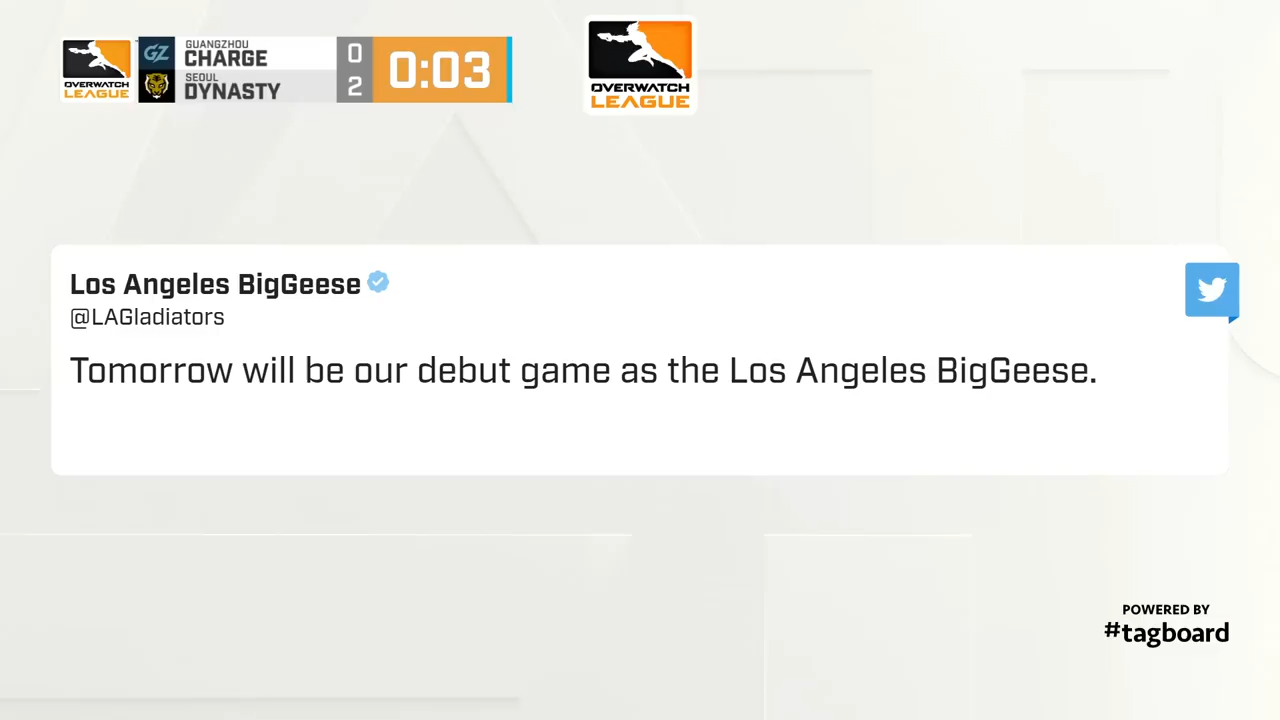 OVERWATCH
LEAGUE
GZ
GUANGZHOU
CHARGE
0
SEOUL
DYNASTY
2
0:03
OVERWATCH
LEAGUE
Los Angeles BigGeese
@LAGladiators
Tomorrow will be our debut game as the Los Angeles BigGeese.
POWERED BY
#tagboard